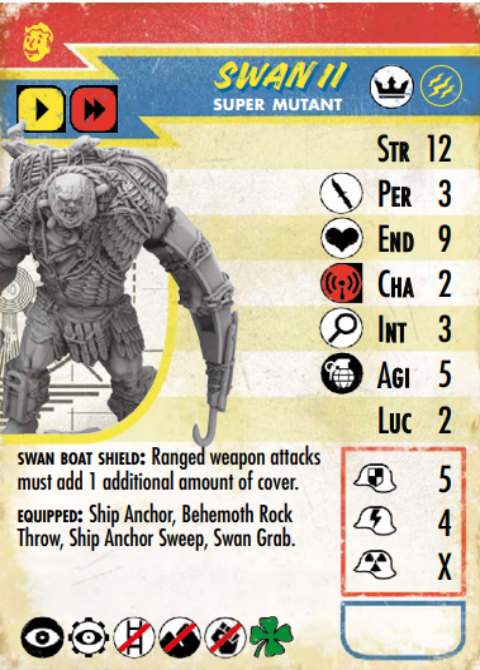 SWAN II
SUPER MUTANT
STR 12
PER 3
END 9
CHA 2
INT 3
AGI 5
LUC 2
SWAN BOAT SHIELD: Ranged weapon attacks
must add 1 additional amount of cover.
EQUIPPED: Ship Anchor, Behemoth Rock
Throw, Ship Anchor Sweep, Swan Grab.
5
4
X